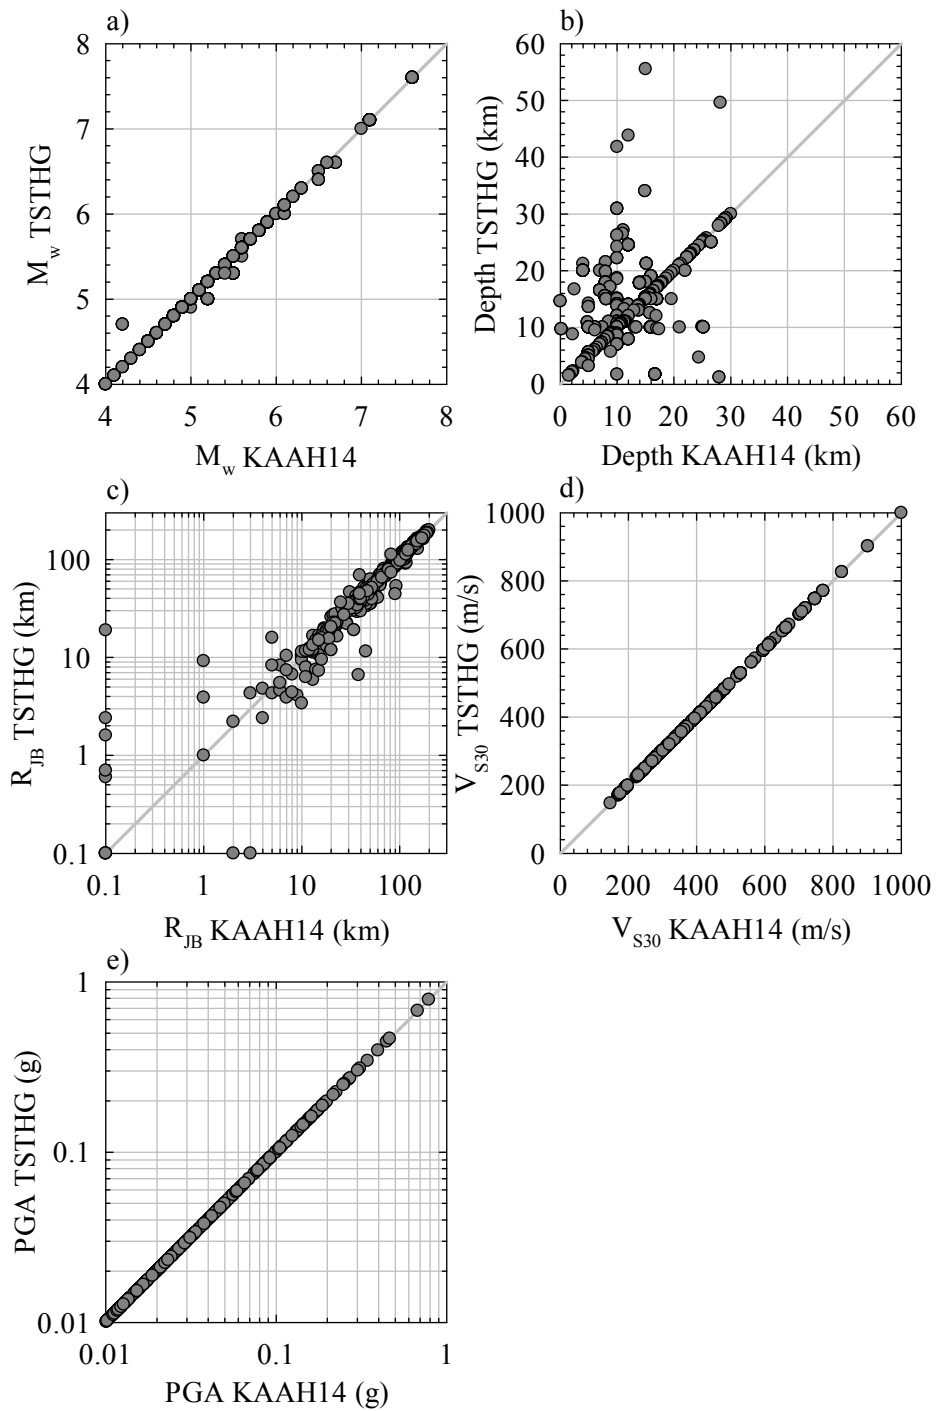 a)
8
7
6
5
4
4 5 6 7 8
M_w TSTHG
M_w KAAH14
b)
60
50
40
30
20
10
0
0 10 20 30 40 50 60
Depth TSTHG (km)
Depth KAAH14 (km)
c)
100
10
1
0.1
0.1 1 10 100
R_JB TSTHG (km)
R_JB KAAH14 (km)
d)
1000
800
600
400
200
0
0 200 400 600 800 1000
V_S30 TSTHG (m/s)
V_S30 KAAH14 (m/s)
e)
1
0.1
0.01
0.01 0.1 1
PGA TSTHG (g)
PGA KAAH14 (g)